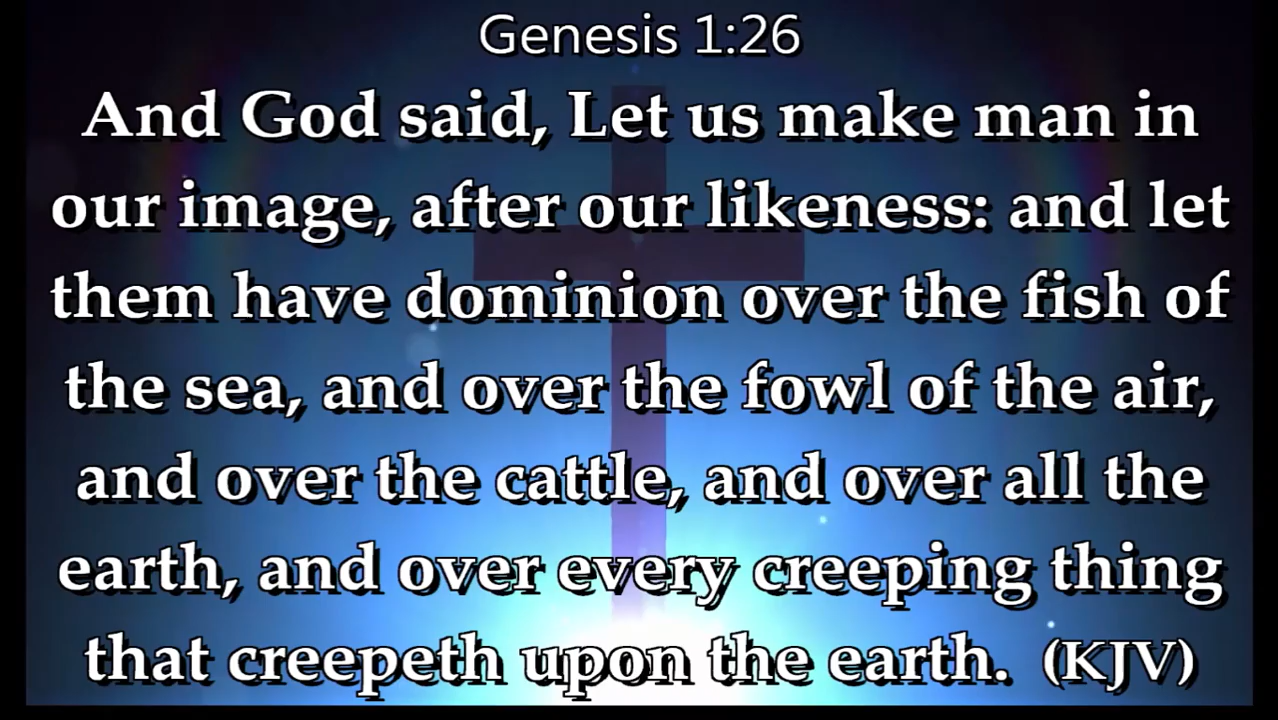 Genesis 1:26
And God said, Let us make man in
our image, after our likeness: and let
them have dominion over the fish of
the sea, and over the fowl of the air,
and over the cattle, and over all the
earth, and over every creeping thing
that creepeth upon the earth. (KJV)